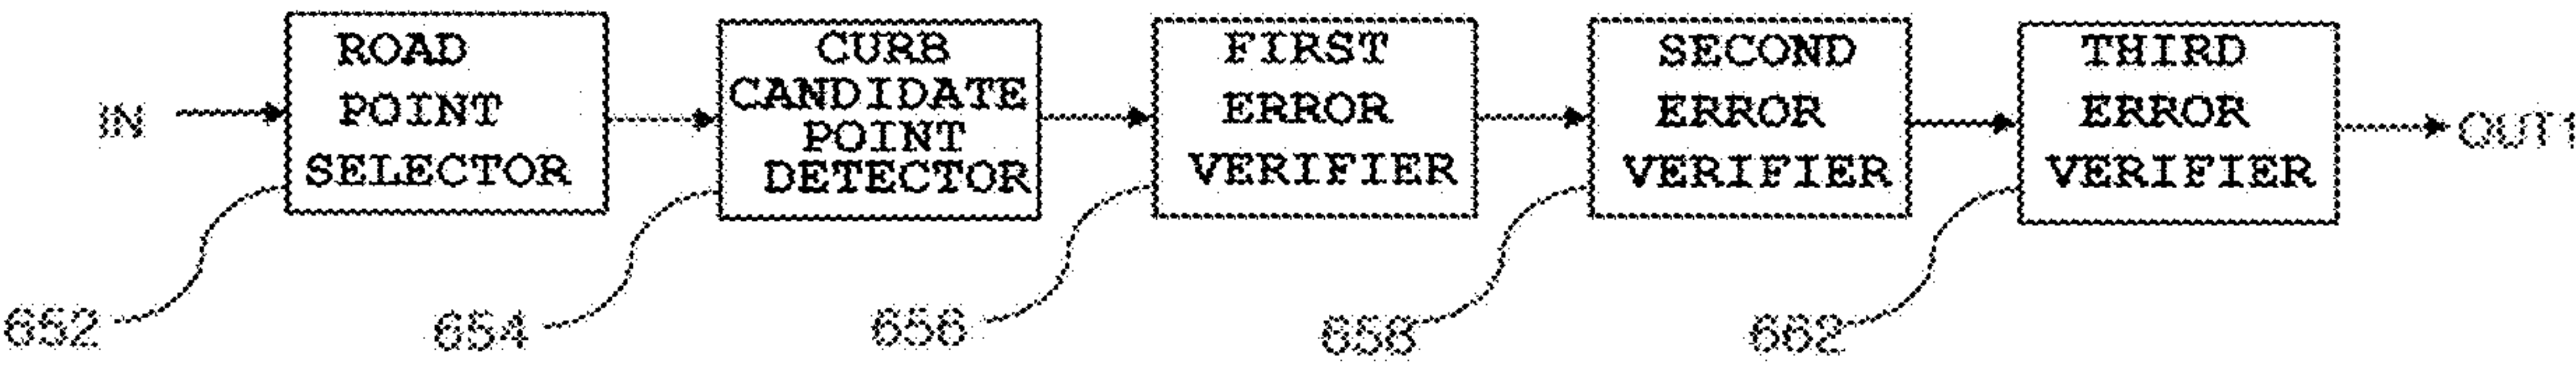 IN
ROAD
POINT
SELECTOR
CURB
CANDIDATE
POINT
DETECTOR
FIRST
ERROR
VERIFIER
SECOND
ERROR
VERIFIER
THIRD
ERROR
VERIFIER
OUT1
652
654
656
658
662